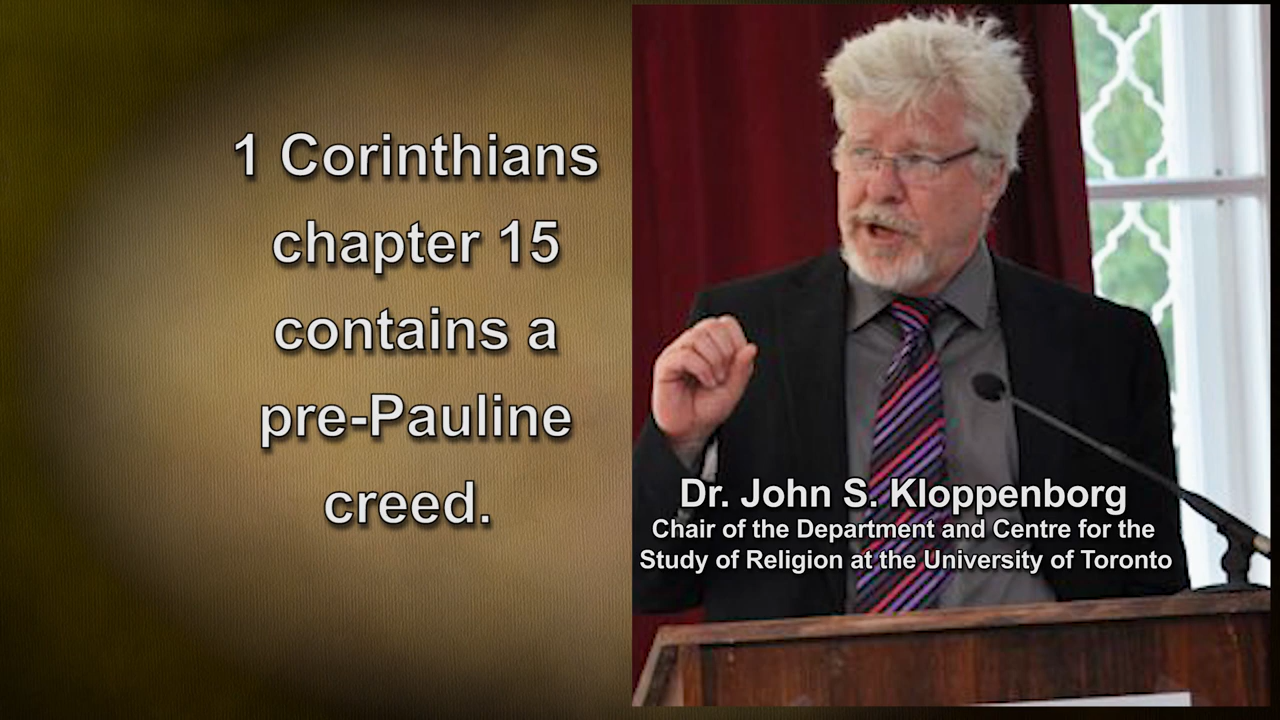 1 Corinthians
chapter 15
contains a
pre-Pauline
creed.
Dr. John S. Kloppenborg
Chair of the Department and Centre for the
Study of Religion at the University of Toronto